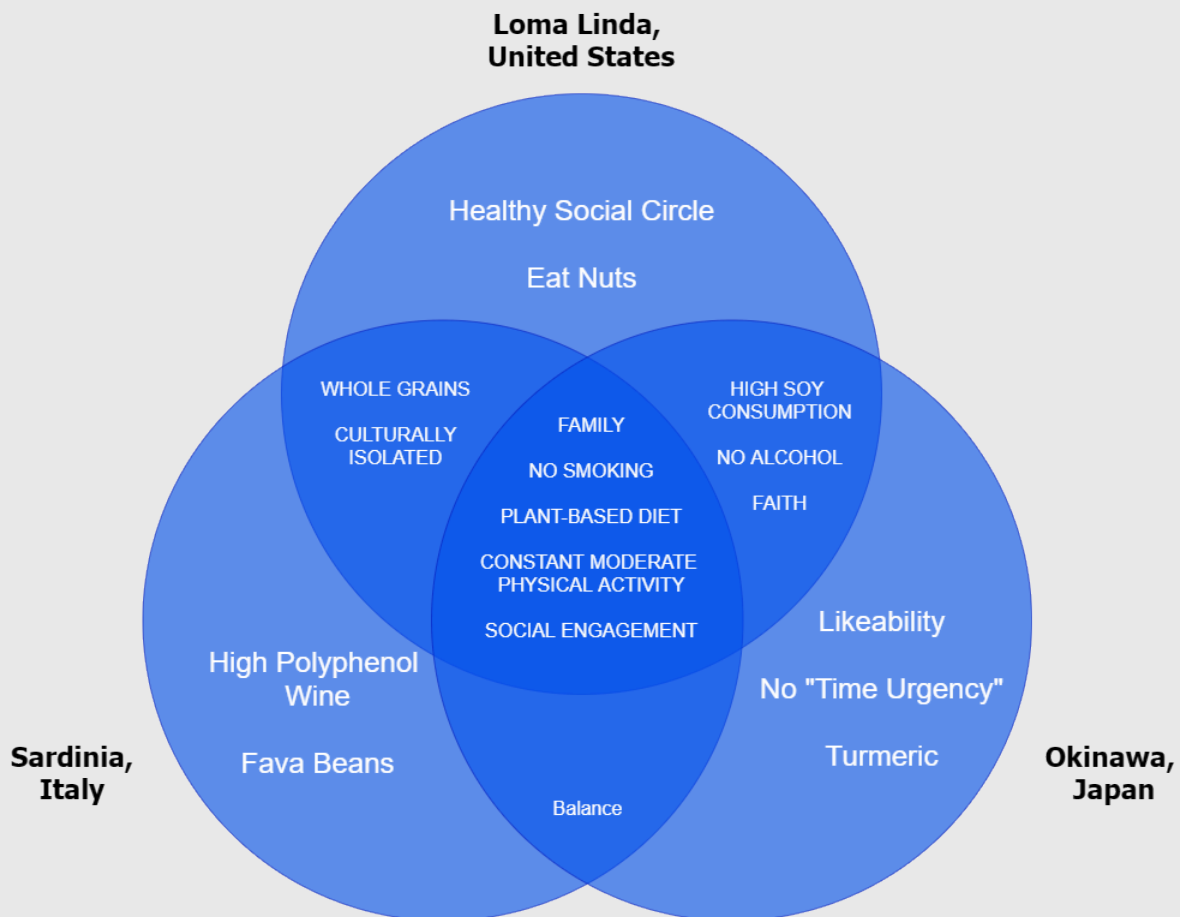 Loma Linda,
United States
Healthy Social Circle
Eat Nuts
WHOLE GRAINS
CULTURALLY
ISOLATED
FAMILY
NO SMOKING
PLANT-BASED DIET
CONSTANT MODERATE
PHYSICAL ACTIVITY
SOCIAL ENGAGEMENT
HIGH SOY
CONSUMPTION
NO ALCOHOL
FAITH
High Polyphenol
Wine
Fava Beans
Likeability
No "Time Urgency"
Turmeric
Sardinia,
Italy
Balance
Okinawa,
Japan